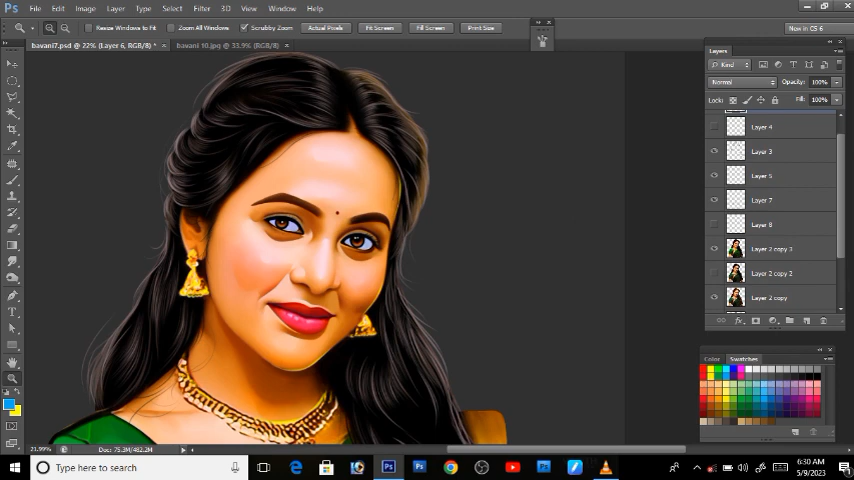 Ps File Edit Image Layer Type Select Filter 3D View Window Help
Resize Windows to Fit Zoom All Windows Scrubby Zoom Actual Pixels Fit Screen Fill Screen Print Size New in CS 6
bavani7.psd @ 22% (Layer 6, RGB/8) * × bavani 10.jpg @ 33.9% (RGB/8) ×
Layers
Kind
Normal Opacity: 100%
Lock: Fill: 100%
Layer 4
Layer 3
Layer 5
Layer 7
Layer 8
Layer 2 copy 3
Layer 2 copy 2
Layer 2 copy
fx
Color Swatches
21.99% Doc: 75.3M/482.2M
Type here to search
6:30 AM
5/9/2023